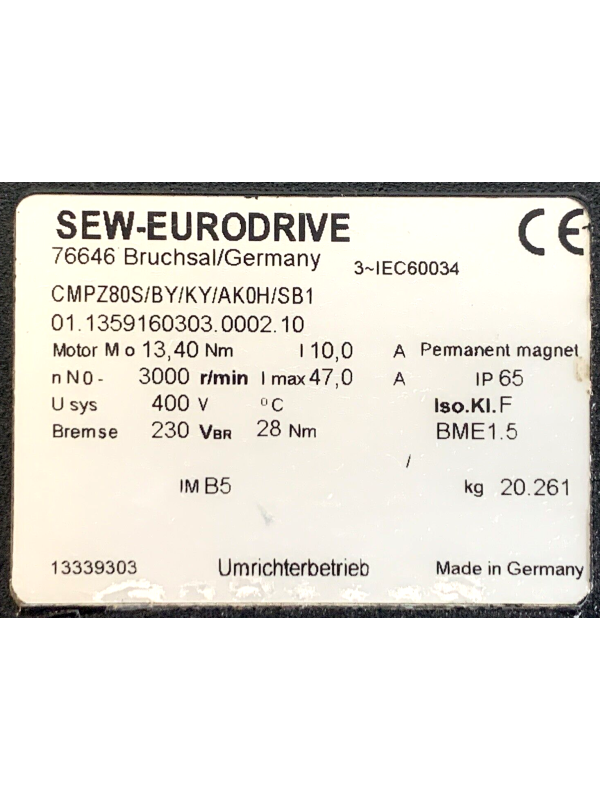 SEW-EURODRIVE CE
76646 Bruchsal/Germany 3~IEC60034
CMPZ80S/BY/KY/AK0H/SB1
01.1359160303.0002.10
Motor M o 13,40 Nm I 10,0 A Permanent magnet
n N0 - 3000 r/min I max 47,0 A IP 65
U sys 400 V °C Iso.Kl. F
Bremse 230 VBR 28 Nm BME1.5
/
IM B5 kg 20.261
13339303 Umrichterbetrieb Made in Germany